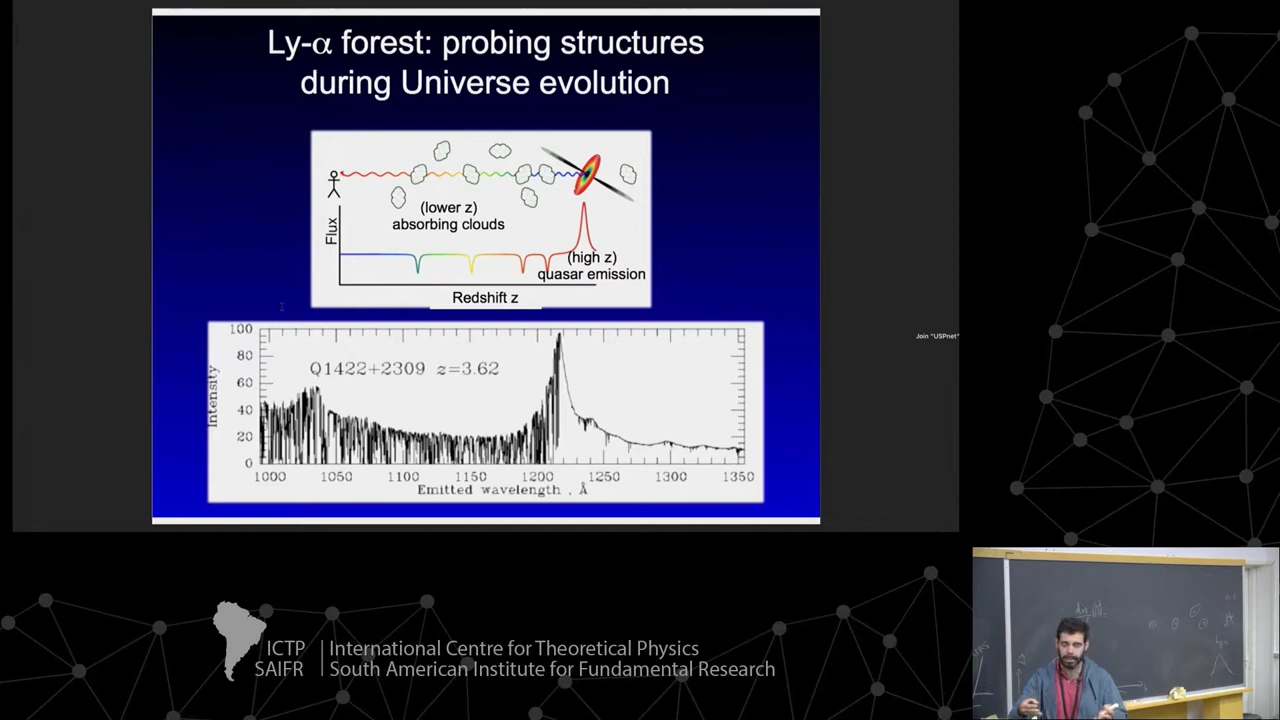 Ly-α forest: probing structures
during Universe evolution
(lower z)
absorbing clouds
Flux
(high z)
quasar emission
Redshift z
Q1422+2309 z=3.62
Intensity
100
80
60
40
20
0
1000 1050 1100 1150 1200 1250 1300 1350
Emitted wavelength , Å
Join "USPnet"
ICTP
SAIFR
International Centre for Theoretical Physics
South American Institute for Fundamental Research